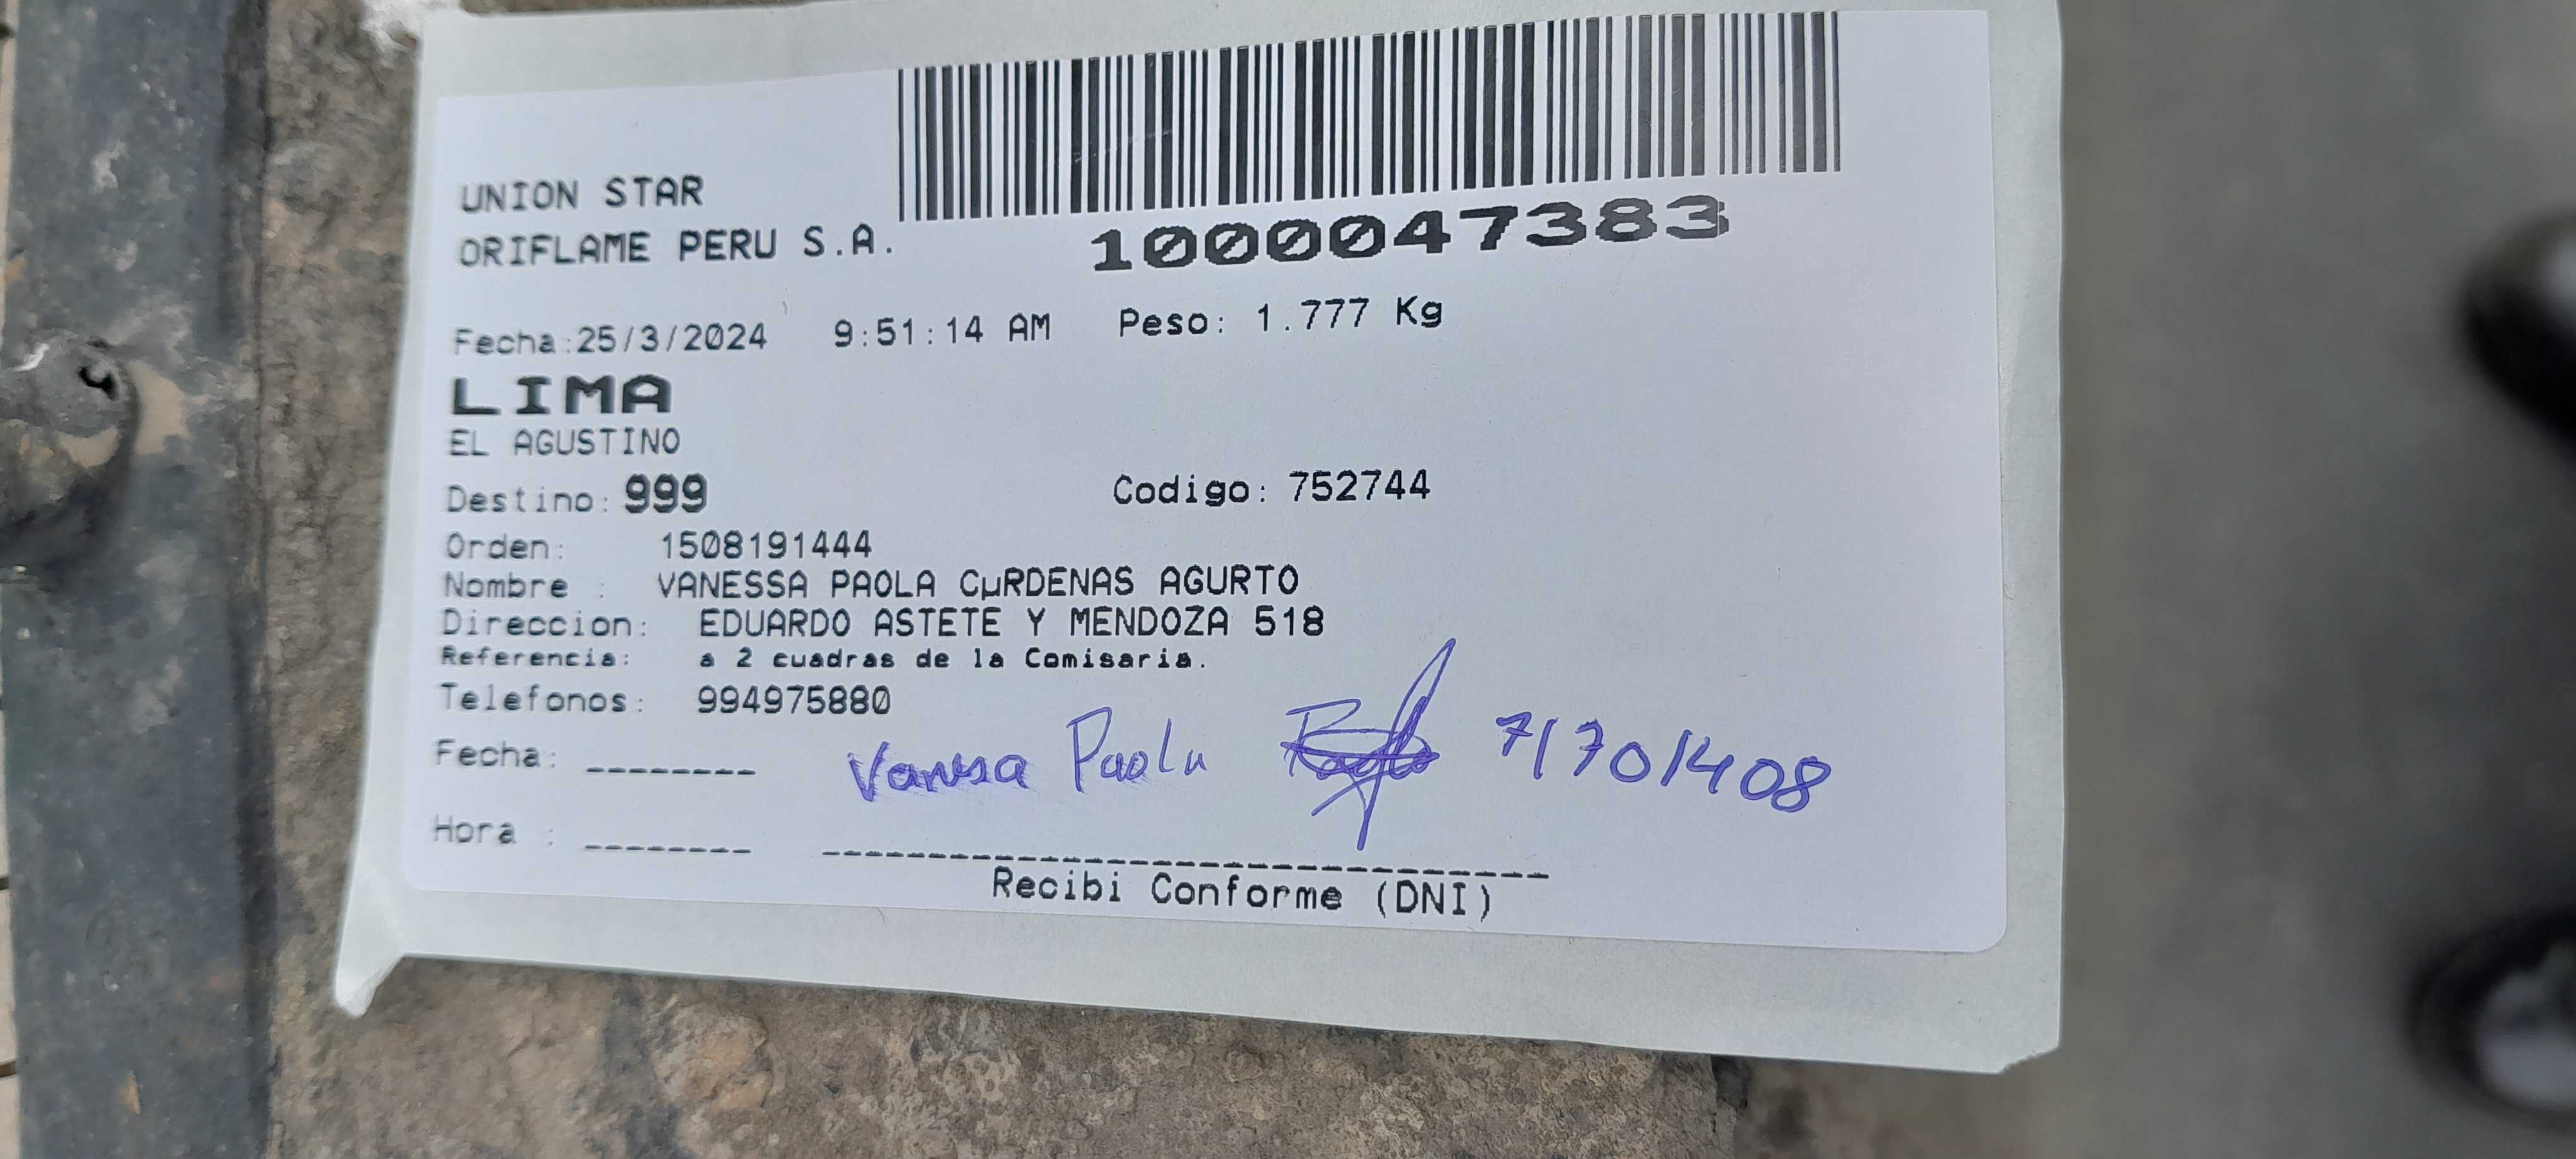 UNION STAR
ORIFLAME PERU S.A.
1000047383
Fecha:25/3/2024 9:51:14 AM Peso: 1.777 Kg
LIMA
EL AGUSTINO
Destino: 999 Codigo: 752744
Orden: 1508191444
Nombre : VANESSA PAOLA CµRDENAS AGURTO
Direccion: EDUARDO ASTETE Y MENDOZA 518
Referencia: a 2 cuadras de la Comisaria.
Telefonos: 994975880
Fecha: --------
Vanesa Paola
Hora : --------
Recibi Conforme (DNI)